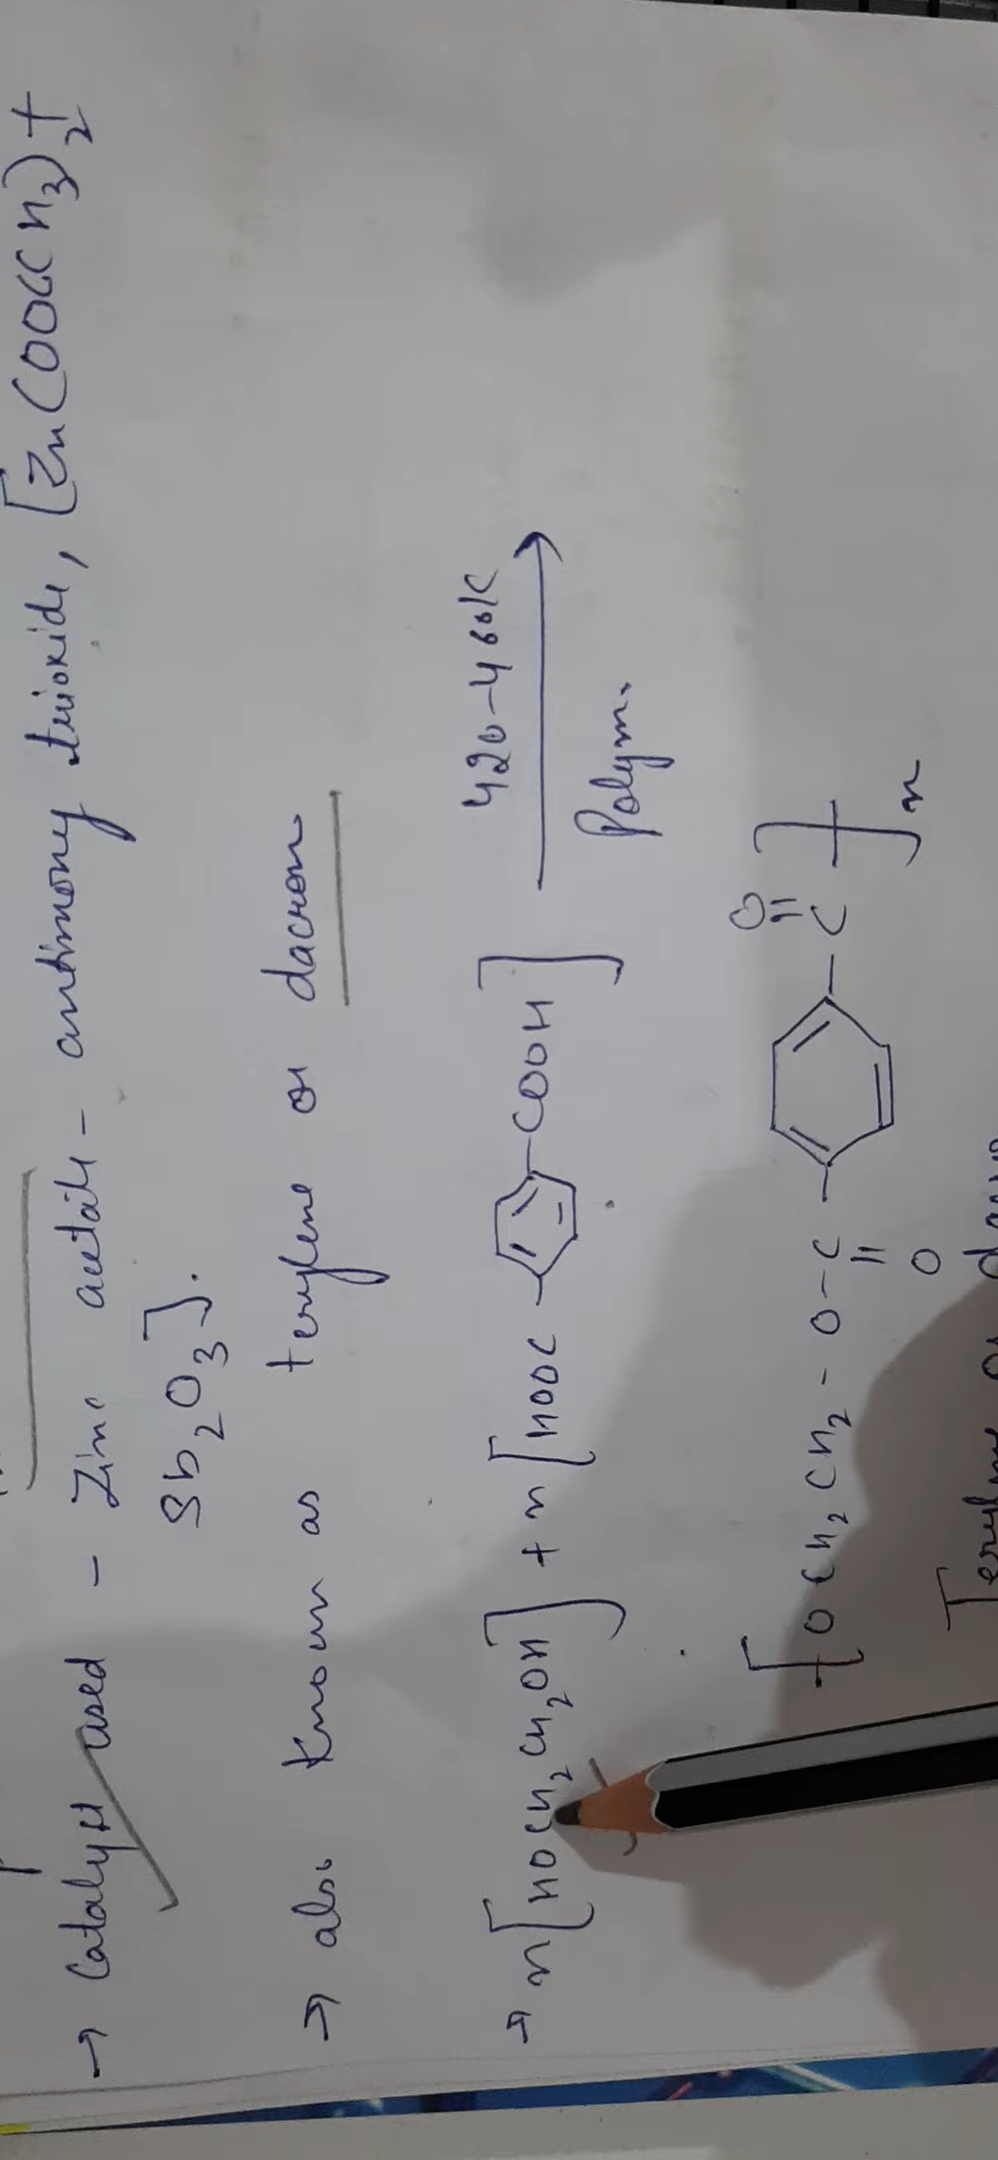 → Catalyst used - Zinc acetate - antimony trioxide, [Zn(OOCCH3)2 +
Sb2O3].
→ also known as terylene or dacron
→ n[HOCH2CH2OH] + n[HOOC-⌬-COOH] 420-460K → Polym.
[OCH2CH2-O-C(=O)-⌬-C(=O)]n
Terylene or dacron